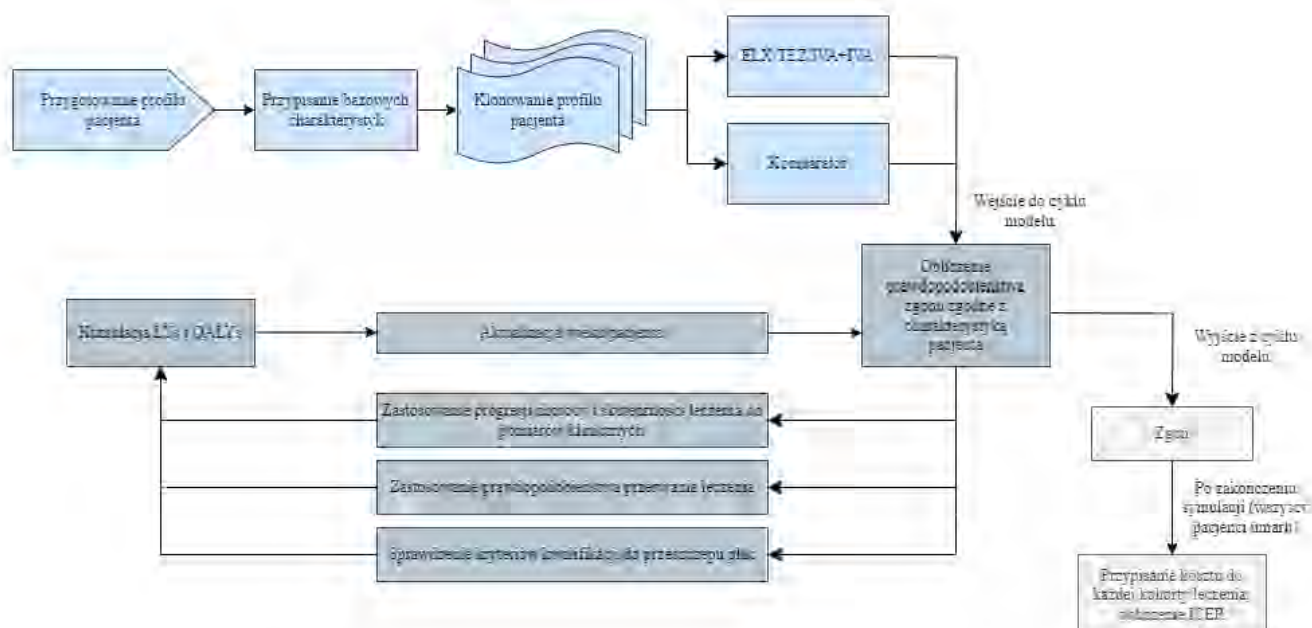 Przygotowanie profilu
pacjenta
Przypisanie bazowych
charakterystyk
Klonowanie profilu
pacjenta
ELX/TEZ/IVA+IVA
Komparator
Wejście do cyklu
modelu
Obliczenie
prawdopodobieństwa
zgonu zgodne z
charakterystyką
pacjenta
Kumulacja LYs i QALYs
Aktualizacja wieku pacjenta
Wyjście z cyklu
modelu
Zastosowanie progresji choroby i skuteczności leczenia do
pomiarów klinicznych
Zgon
Zastosowanie prawdopodobieństwa przerwania leczenia
Po zakończeniu
symulacji (wszyscy
pacjenci umarli)
Sprawdzenie kryteriów kwalifikacji do przeszczepu płuc
Przypisanie kosztu do
każdej kohorty leczenia,
obliczenie ICER